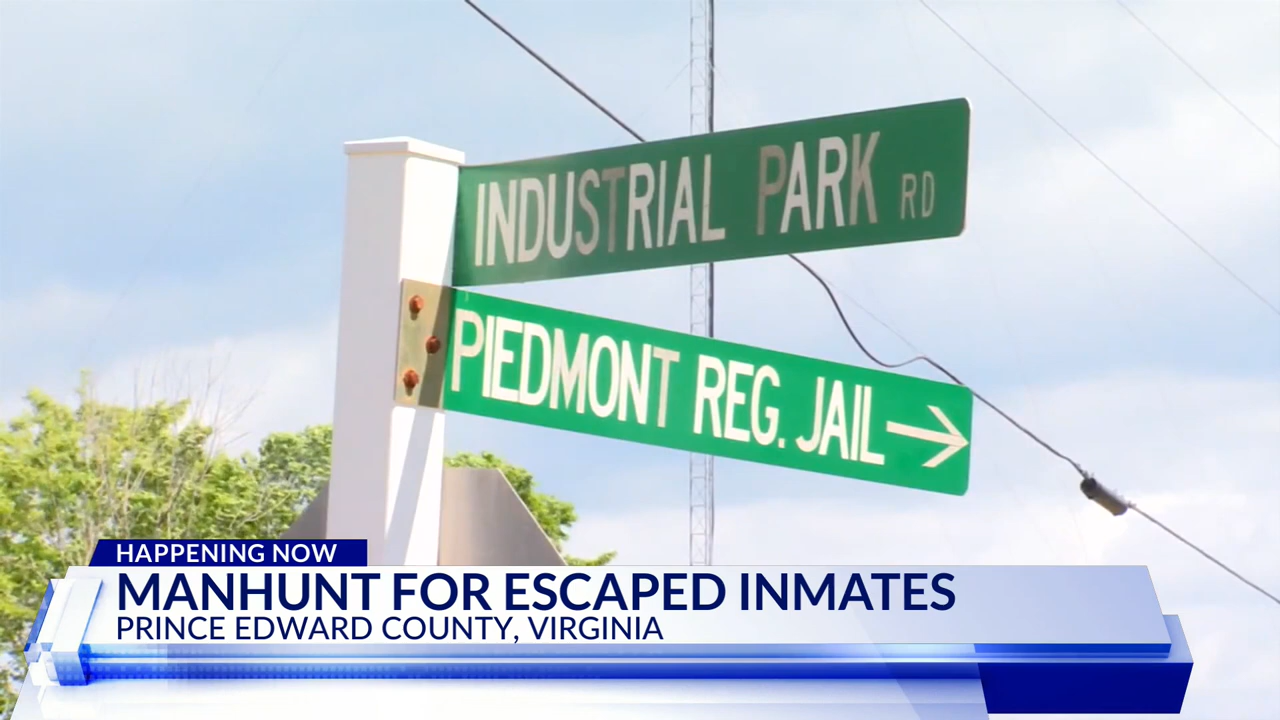 INDUSTRIAL PARK RD
PIEDMONT REG. JAIL →
HAPPENING NOW
MANHUNT FOR ESCAPED INMATES
PRINCE EDWARD COUNTY, VIRGINIA